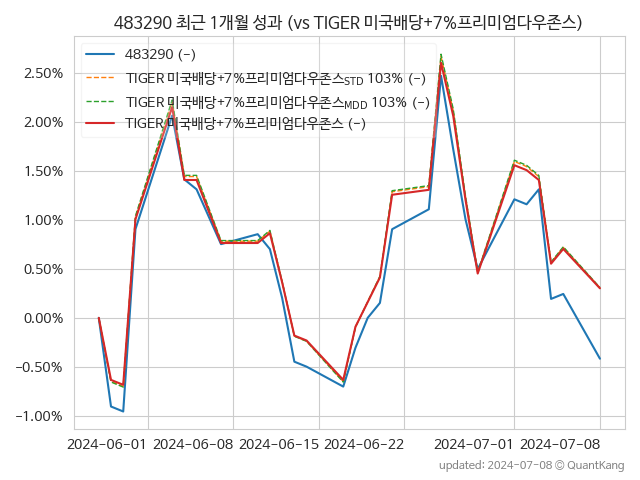 483290 최근 1개월 성과 (vs TIGER 미국배당+7%프리미엄다우존스)
483290 (−)
TIGER 미국배당+7%프리미엄다우존스STD 103% (−)
TIGER 미국배당+7%프리미엄다우존스MDD 103% (−)
TIGER 미국배당+7%프리미엄다우존스 (−)
2.50%
2.00%
1.50%
1.00%
0.50%
0.00%
−0.50%
−1.00%
2024-06-01 2024-06-08 2024-06-15 2024-06-22 2024-07-01 2024-07-08
updated: 2024-07-08 © QuantKang